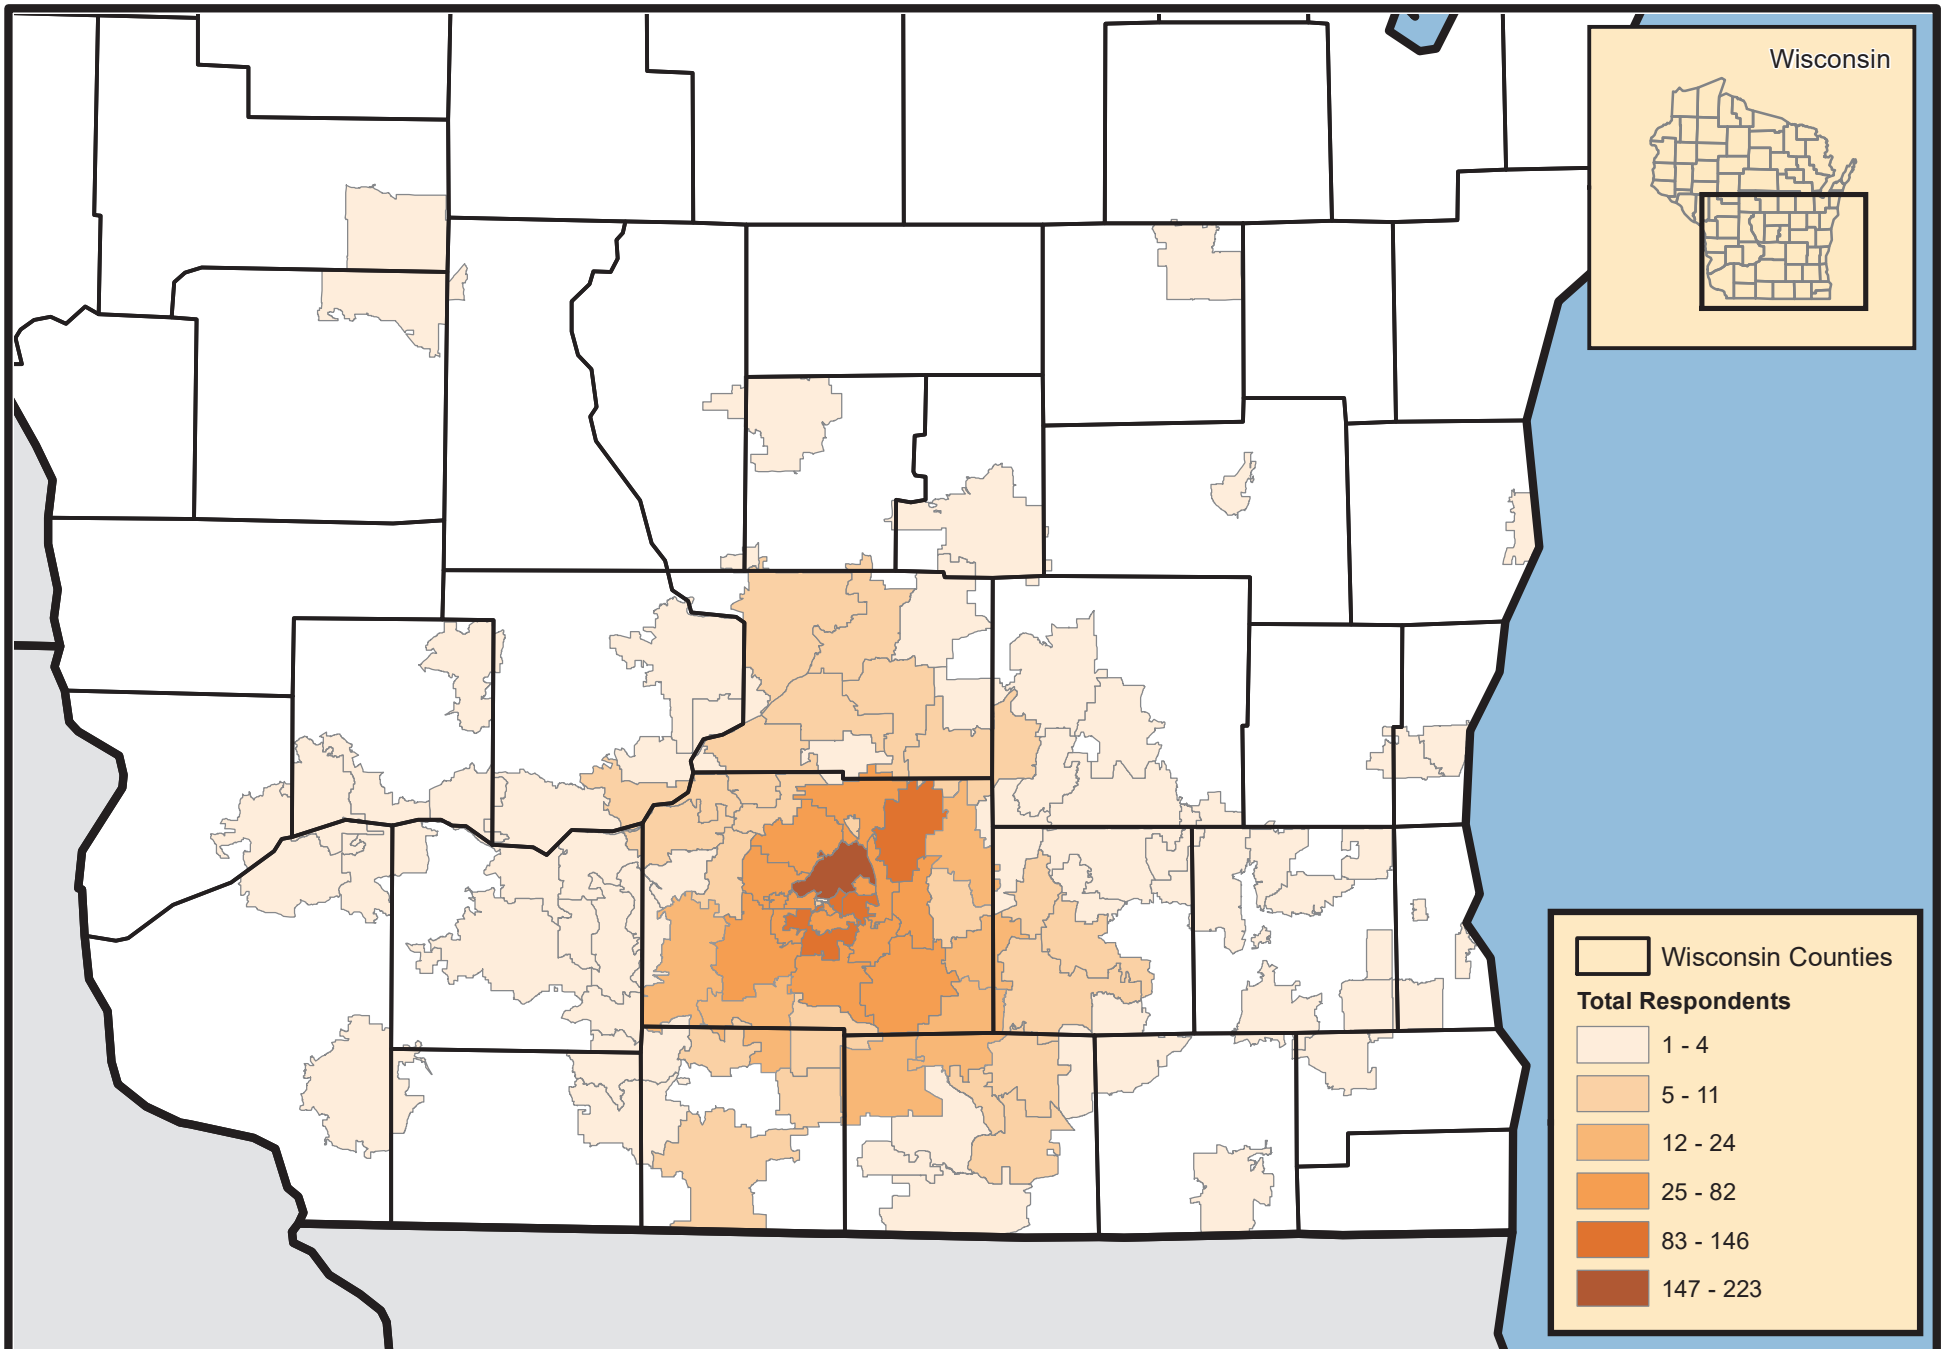 Wisconsin
Wisconsin Counties
Total Respondents
1 - 4
5 - 11
12 - 24
25 - 82
83 - 146
147 - 223